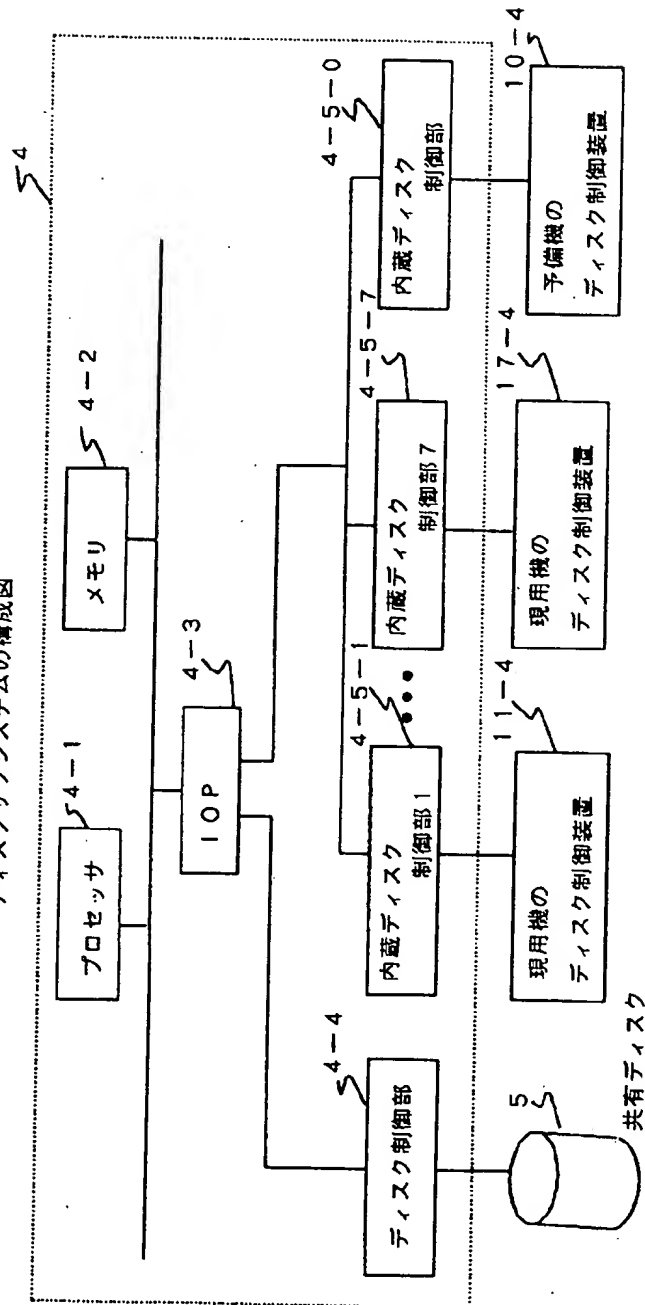 ディスクサブシステムの構成図
4
プロセッサ
4－1
メモリ
4－2
IOP
4－3
ディスク制御部
4－4
内蔵ディスク
制御部1
4－5－1
•••
内蔵ディスク
制御部7
4－5－7
内蔵ディスク
制御部
4－5－0
5
共有ディスク
現用機の
ディスク制御装置
11－4
現用機の
ディスク制御装置
17－4
予備機の
ディスク制御装置
10－4